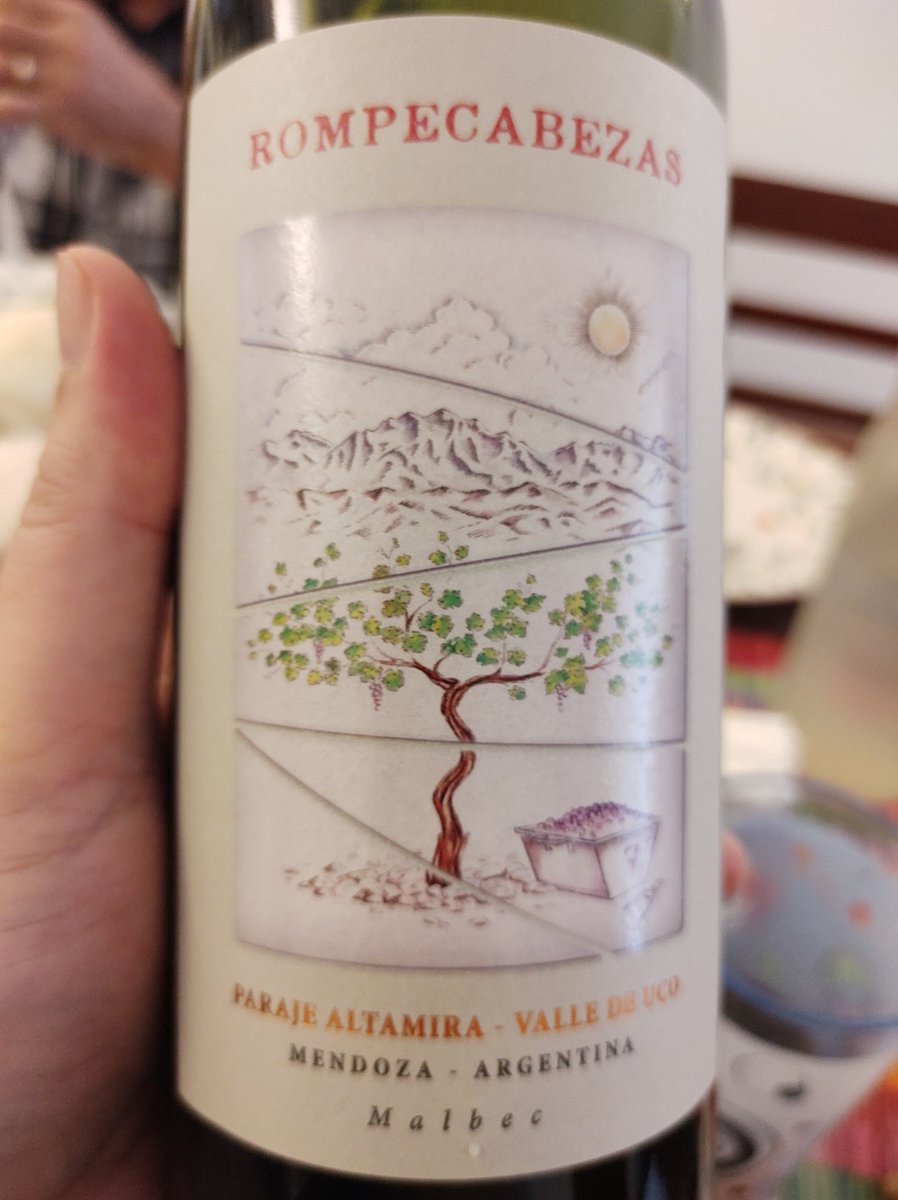 ROMPECABEZAS
PARAJE ALTAMIRA - VALLE DE UCO
MENDOZA - ARGENTINA
Malbec